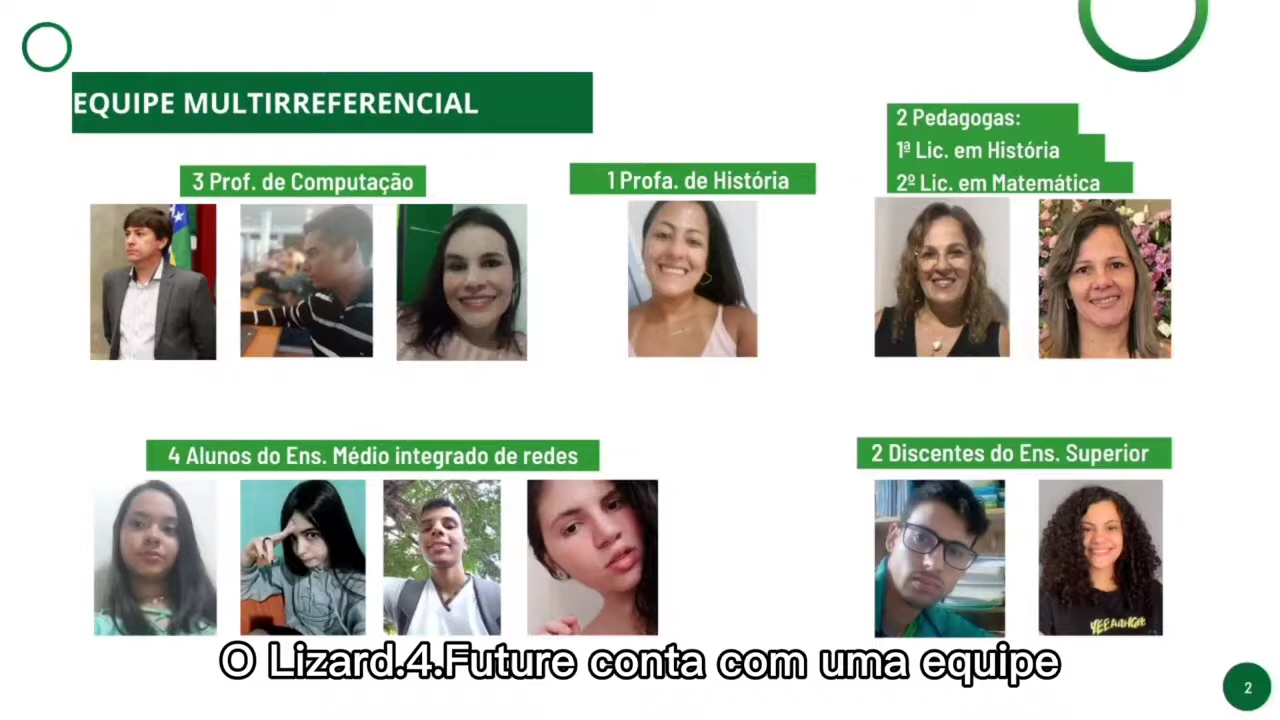 EQUIPE MULTIRREFERENCIAL
3 Prof. de Computação
1 Profa. de História
2 Pedagogas:
1ª Lic. em História
2º Lic. em Matemática
4 Alunos do Ens. Médio integrado de redes
2 Discentes do Ens. Superior
YEEAAHGH!
O Lizard.4.Future conta com uma equipe
2